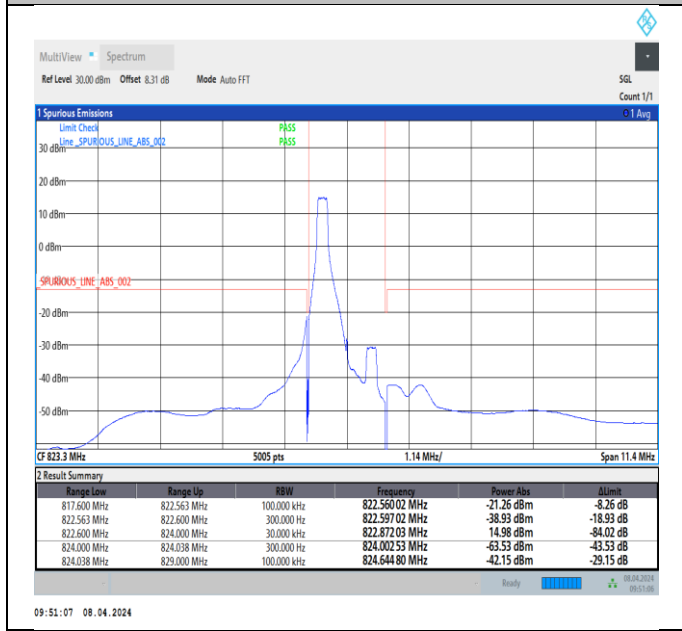 MultiView Spectrum
Ref Level 30.00 dBm Offset 8.31 dB Mode Auto FFT SGL
Count 1/1
1 Spurious Emissions 1 Avg
Limit Check PASS
Line _SPURIOUS_LINE_ABS_002 PASS
30 dBm
20 dBm
10 dBm
0 dBm
_SPURIOUS_LINE_ABS_002
-20 dBm
-30 dBm
-40 dBm
-50 dBm
CF 823.3 MHz 5005 pts 1.14 MHz/ Span 11.4 MHz
2 Result Summary
Range Low Range Up RBW Frequency Power Abs ΔLimit
817.600 MHz 822.563 MHz 100.000 kHz 822.560 02 MHz -21.26 dBm -8.26 dB
822.563 MHz 822.600 MHz 300.000 Hz 822.597 02 MHz -38.93 dBm -18.93 dB
822.600 MHz 824.000 MHz 30.000 kHz 822.872 03 MHz 14.98 dBm -84.02 dB
824.000 MHz 824.038 MHz 300.000 Hz 824.002 53 MHz -63.53 dBm -43.53 dB
824.038 MHz 829.000 MHz 100.000 kHz 824.644 80 MHz -42.15 dBm -29.15 dB
Ready 08.04.2024
09:51:06
09:51:07 08.04.2024